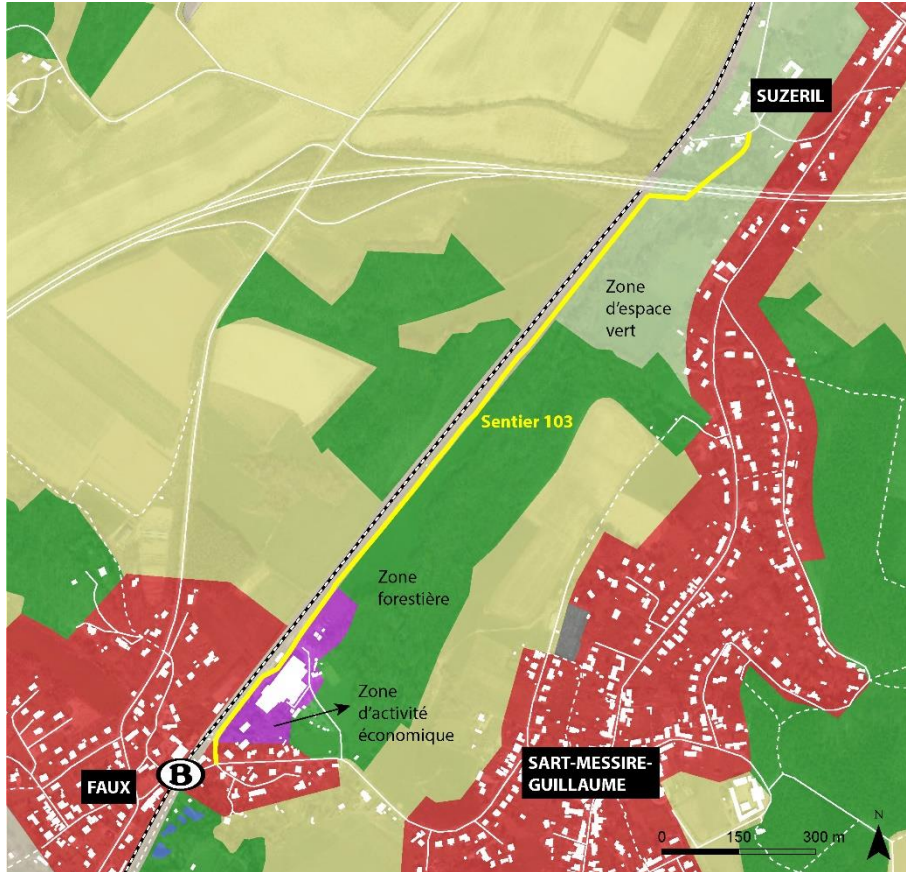 SUZERIL
Zone
d'espace
vert
Sentier 103
Zone
forestière
Zone
d'activité
économique
B
FAUX
SART-MESSIRE-
GUILLAUME
N
0 150 300 m